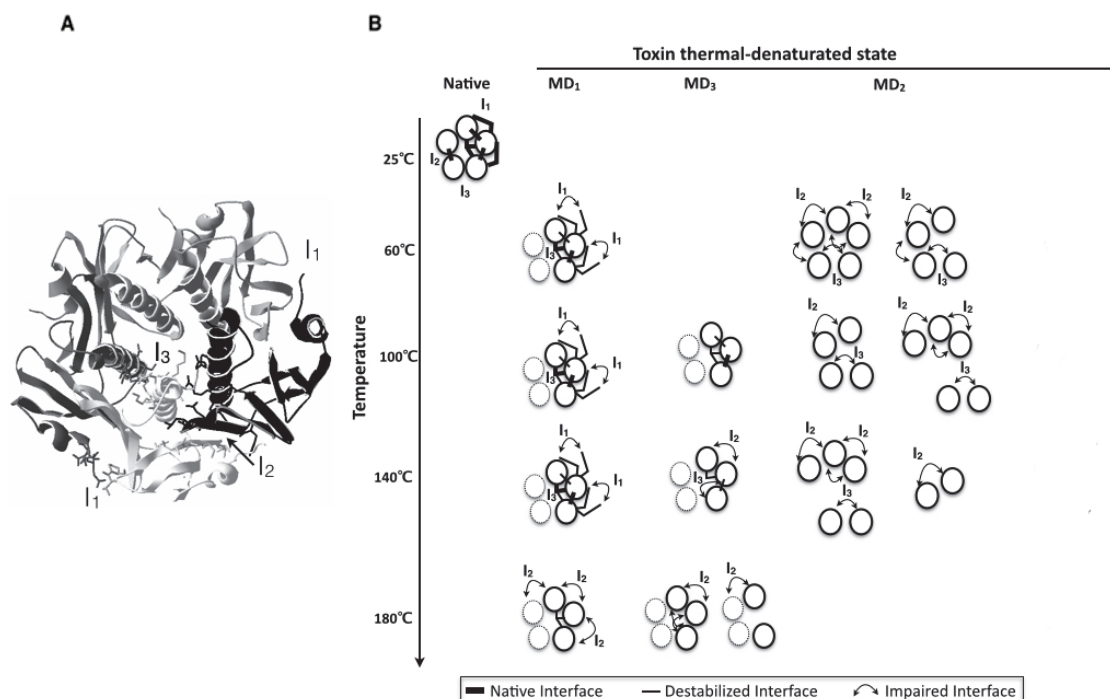 A
B
Toxin thermal-denaturated state
Native
MD₁
MD₃
MD₂
I₁
I₂
I₃
25°C
I₁
I₁
I₃
I₂
I₂
I₃
I₂
I₃
60°C
I₁
I₃
I₂
I₁
Temperature
I₁
I₁
I₃
I₂
I₃
I₂
I₂
I₃
100°C
I₁
I₁
I₃
I₂
I₃
I₂
I₂
I₃
I₂
140°C
I₂
I₂
I₂
I₂
I₂
180°C
Native Interface
Destabilized Interface
Impaired Interface